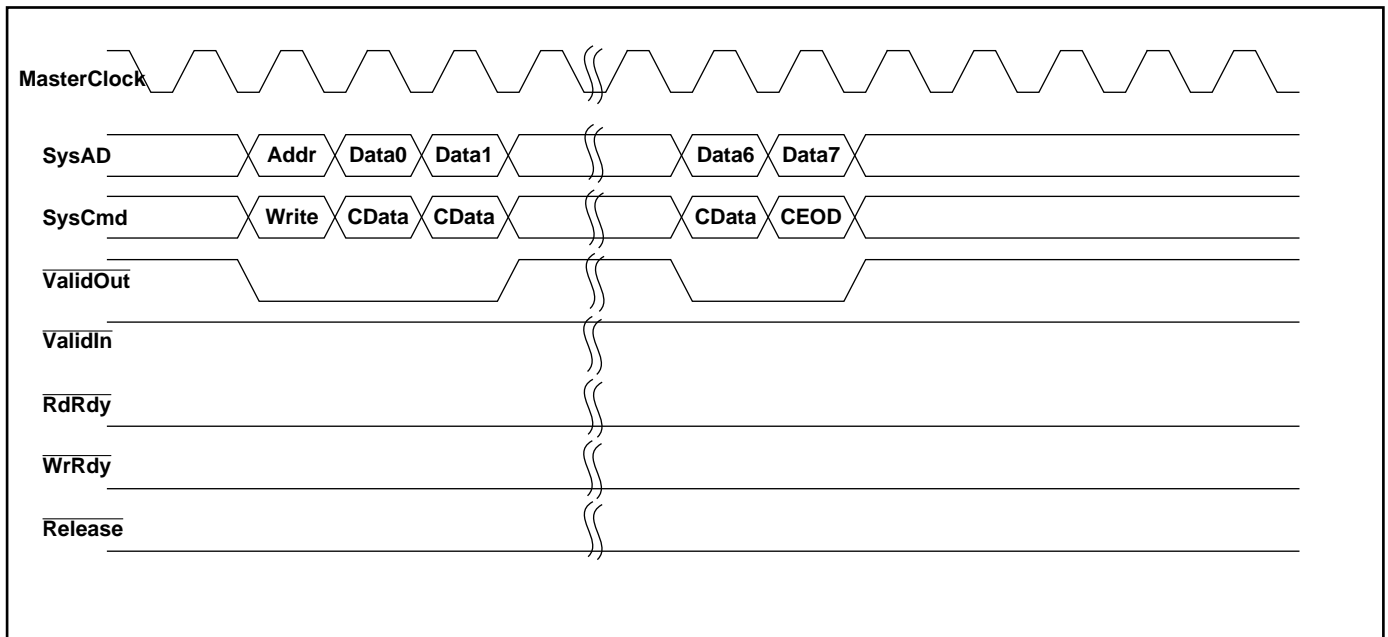 MasterClock
SysAD Addr Data0 Data1 Data6 Data7
SysCmd Write CData CData CData CEOD
ValidOut
ValidIn
RdRdy
WrRdy
Release